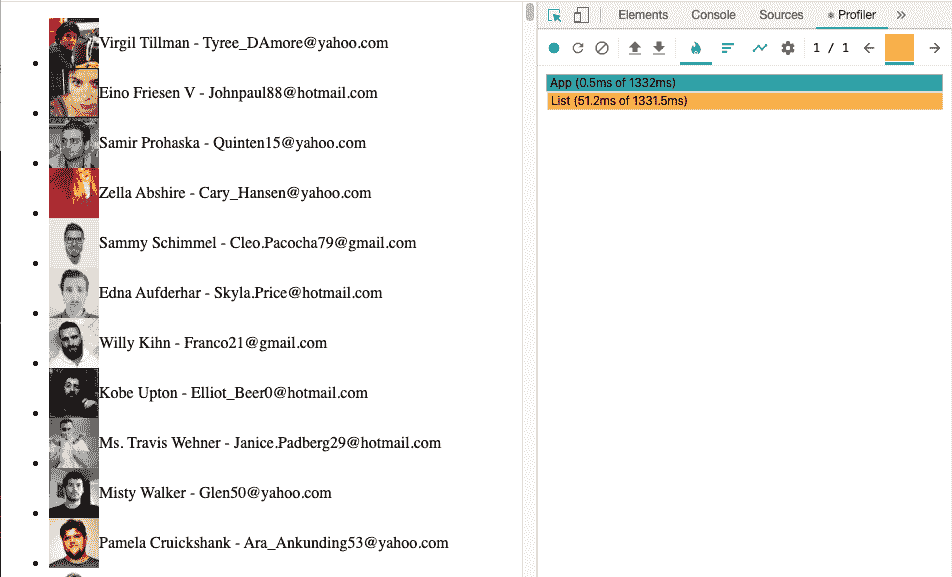 Virgil Tillman - Tyree_DAmore@yahoo.com
Eino Friesen V - Johnpaul88@hotmail.com
Samir Prohaska - Quinten15@yahoo.com
Zella Abshire - Cary_Hansen@yahoo.com
Sammy Schimmel - Cleo.Pacocha79@gmail.com
Edna Aufderhar - Skyla.Price@hotmail.com
Willy Kihn - Franco21@gmail.com
Kobe Upton - Elliot_Beer0@hotmail.com
Ms. Travis Wehner - Janice.Padberg29@hotmail.com
Misty Walker - Glen50@yahoo.com
Pamela Cruickshank - Ara_Ankunding53@yahoo.com
Elements Console Sources Profiler »
1 / 1
App (0.5ms of 1332ms)
List (51.2ms of 1331.5ms)